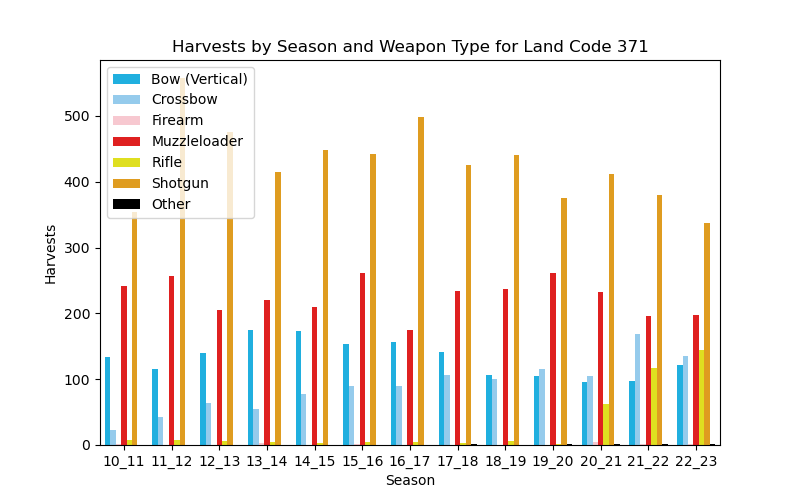 Harvests by Season and Weapon Type for Land Code 371
Bow (Vertical)
Crossbow
Firearm
Muzzleloader
Rifle
Shotgun
Other
500
400
300
200
100
0
Harvests
10_11 11_12 12_13 13_14 14_15 15_16 16_17 17_18 18_19 19_20 20_21 21_22 22_23
Season